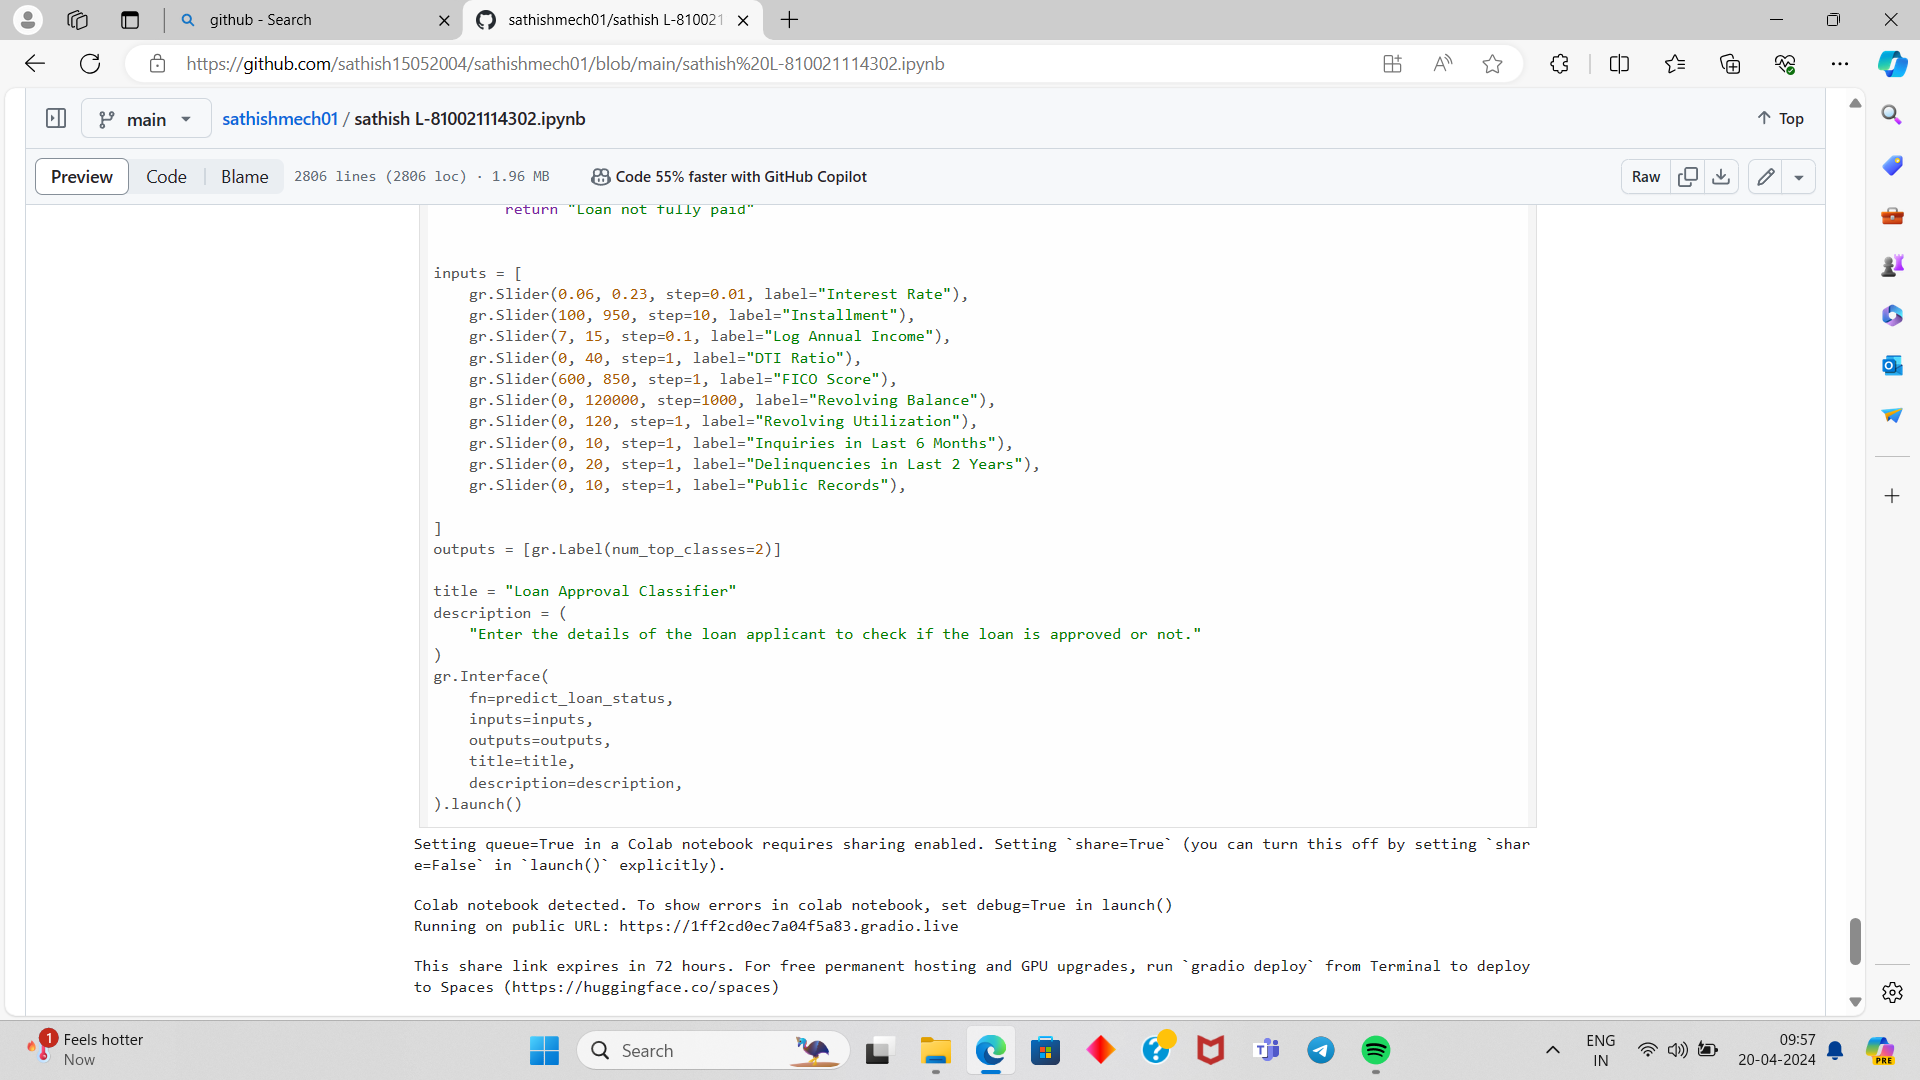 github - Search
sathishmech01/sathish L-810021
https://github.com/sathish15052004/sathishmech01/blob/main/sathish%20L-810021114302.ipynb
main
sathishmech01 / sathish L-810021114302.ipynb
Top
Preview Code Blame 2806 lines (2806 loc) · 1.96 MB Code 55% faster with GitHub Copilot Raw
return "Loan not fully paid"
inputs = [
gr.Slider(0.06, 0.23, step=0.01, label="Interest Rate"),
gr.Slider(100, 950, step=10, label="Installment"),
gr.Slider(7, 15, step=0.1, label="Log Annual Income"),
gr.Slider(0, 40, step=1, label="DTI Ratio"),
gr.Slider(600, 850, step=1, label="FICO Score"),
gr.Slider(0, 120000, step=1000, label="Revolving Balance"),
gr.Slider(0, 120, step=1, label="Revolving Utilization"),
gr.Slider(0, 10, step=1, label="Inquiries in Last 6 Months"),
gr.Slider(0, 20, step=1, label="Delinquencies in Last 2 Years"),
gr.Slider(0, 10, step=1, label="Public Records"),
]
outputs = [gr.Label(num_top_classes=2)]
title = "Loan Approval Classifier"
description = (
"Enter the details of the loan applicant to check if the loan is approved or not."
)
gr.Interface(
fn=predict_loan_status,
inputs=inputs,
outputs=outputs,
title=title,
description=description,
).launch()
Setting queue=True in a Colab notebook requires sharing enabled. Setting `share=True` (you can turn this off by setting `shar
e=False` in `launch()` explicitly).
Colab notebook detected. To show errors in colab notebook, set debug=True in launch()
Running on public URL: https://1ff2cd0ec7a04f5a83.gradio.live
This share link expires in 72 hours. For free permanent hosting and GPU upgrades, run `gradio deploy` from Terminal to deploy
to Spaces (https://huggingface.co/spaces)
1
Feels hotter
Now
Search
ENG
IN
09:57
20-04-2024
PRE